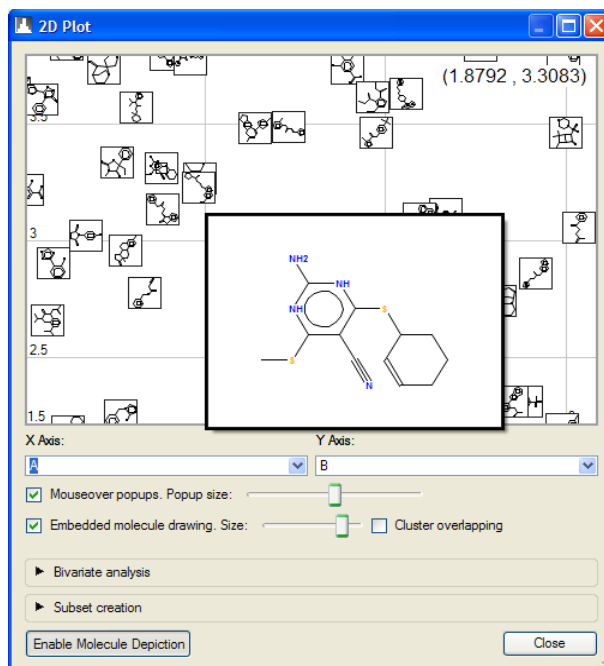 2D Plot
(1.8792 , 3.3083)
3.5
3
2.5
1.5
NH2
NH
NH
S
S
N
X Axis: Y Axis:
A B
Mouseover popups. Popup size:
Embedded molecule drawing. Size: Cluster overlapping
Bivariate analysis
Subset creation
Enable Molecule Depiction Close